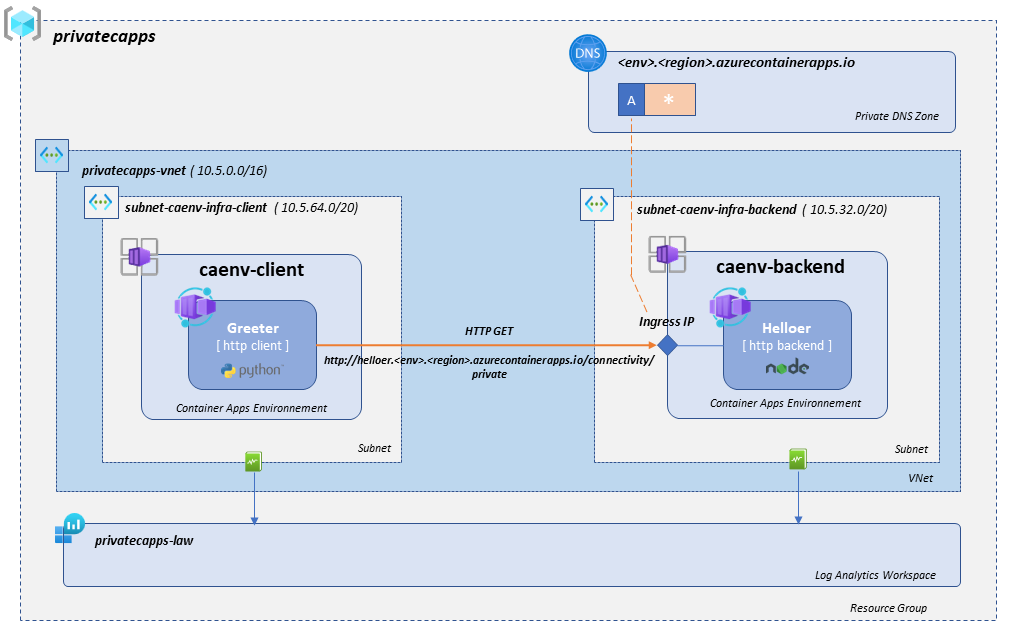 privatecapps
DNS
<env>.<region>.azurecontainerapps.io
A
*
Private DNS Zone
privatecapps-vnet ( 10.5.0.0/16)
subnet-caenv-infra-client ( 10.5.64.0/20)
subnet-caenv-infra-backend ( 10.5.32.0/20)
caenv-client
caenv-backend
Greeter
[ http client ]
python
Container Apps Environnement
Subnet
HTTP GET
http://helloer.<env>.<region>.azurecontainerapps.io/connectivity/
private
Ingress IP
Helloer
[ http backend ]
node
Container Apps Environnement
Subnet
VNet
privatecapps-law
Log Analytics Workspace
Resource Group